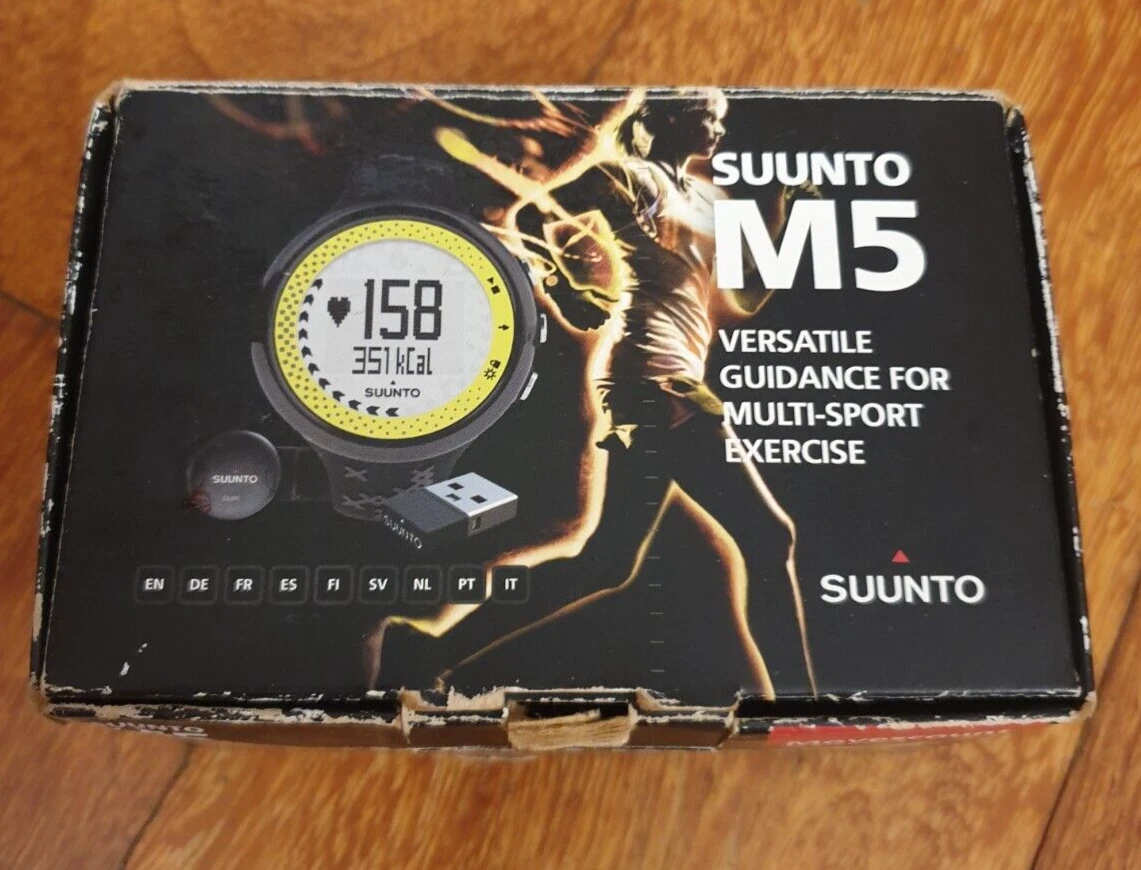 SUUNTO
M5
VERSATILE
GUIDANCE FOR
MULTI-SPORT
EXERCISE
158
351 kCal
SUUNTO
SUUNTO
SUUNTO
EN DE FR ES FI SV NL PT IT
SUUNTO